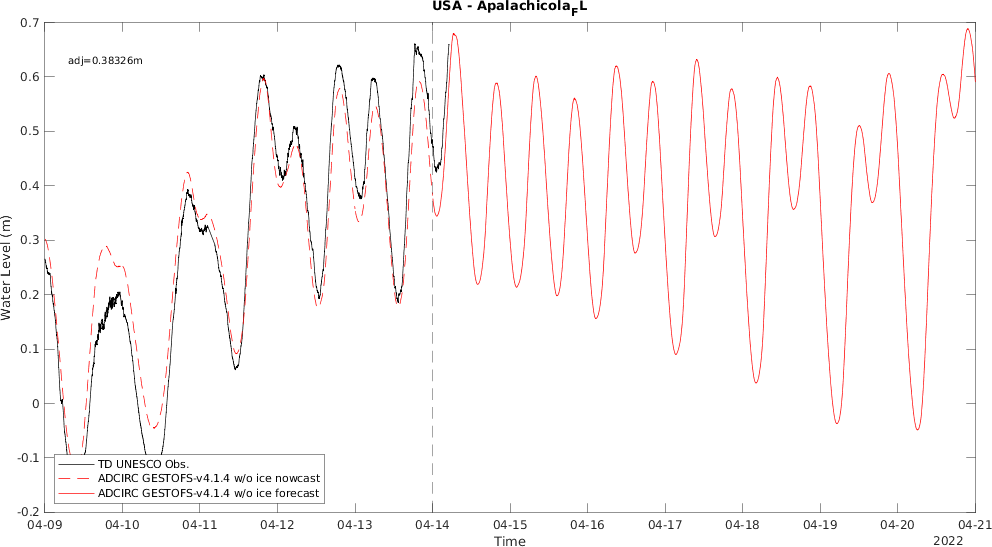 USA - Apalachicola_FL
adj=0.38326m
0.7
0.6
0.5
0.4
0.3
0.2
0.1
0
-0.1
-0.2
Water Level (m)
TD UNESCO Obs.
ADCIRC GESTOFS-v4.1.4 w/o ice nowcast
ADCIRC GESTOFS-v4.1.4 w/o ice forecast
04-09 04-10 04-11 04-12 04-13 04-14 04-15 04-16 04-17 04-18 04-19 04-20 04-21
Time
2022